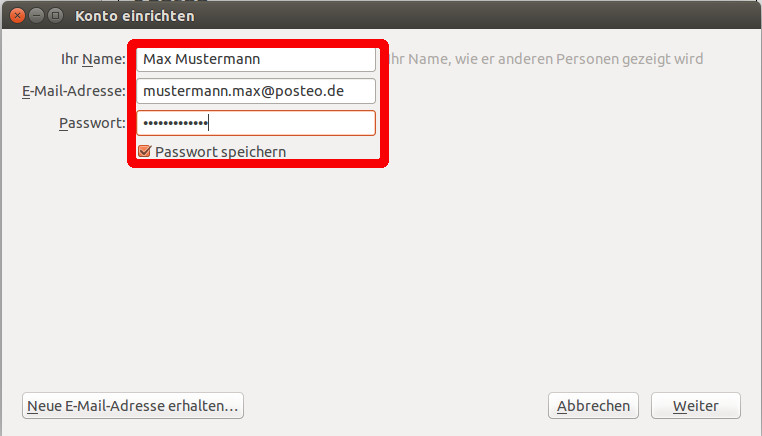 Konto einrichten
Ihr Name: Max Mustermann Ihr Name, wie er anderen Personen gezeigt wird
E-Mail-Adresse: mustermann.max@posteo.de
Passwort: •••••••••••••
Passwort speichern
Neue E-Mail-Adresse erhalten… Abbrechen Weiter